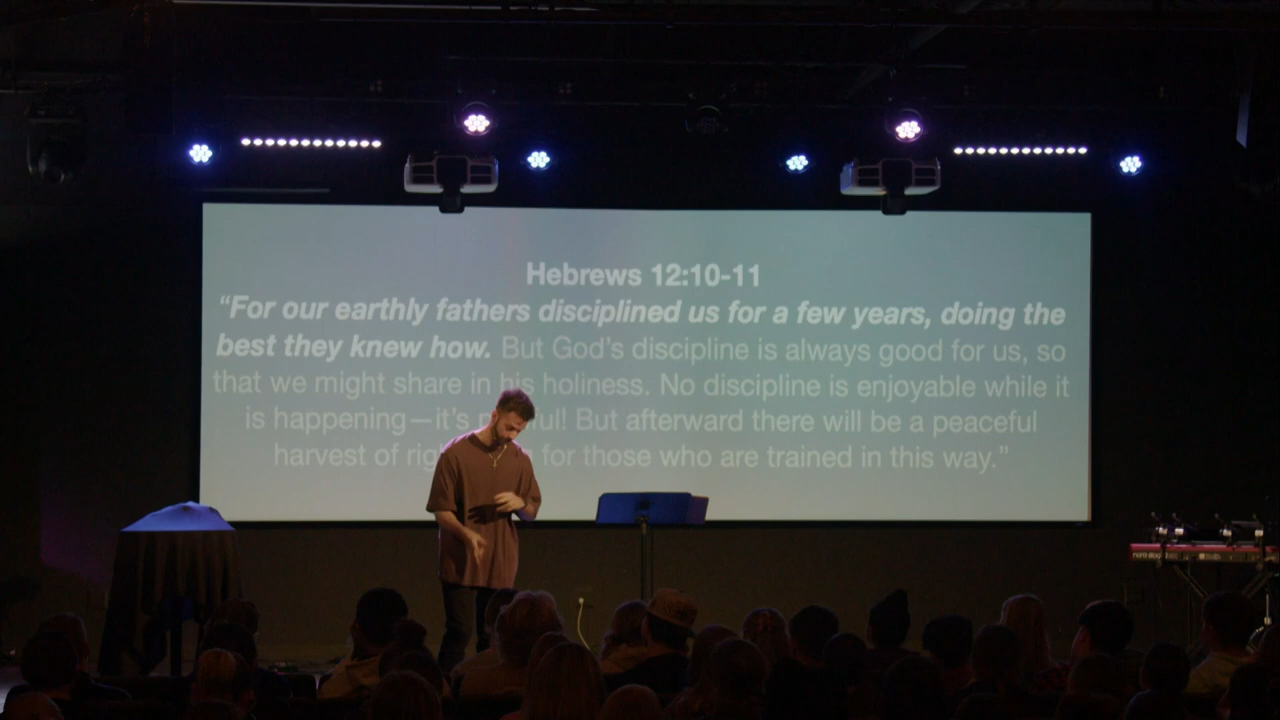 Hebrews 12:10-11
“For our earthly fathers disciplined us for a few years, doing the
best they knew how. But God’s discipline is always good for us, so
that we might share in his holiness. No discipline is enjoyable while it
is happening—it’s ful! But afterward there will be a peaceful
harvest of for those who are trained in this way.”
nord stage